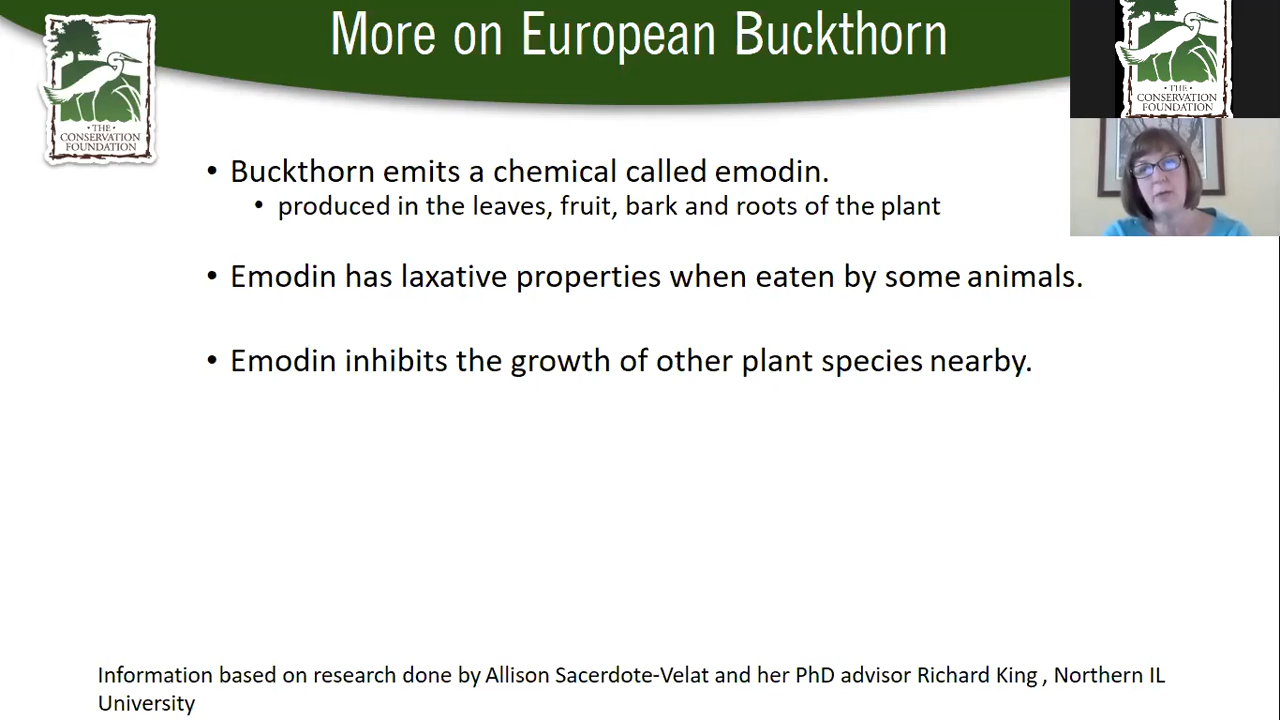 More on European Buckthorn
• THE •
CONSERVATION
FOUNDATION
• THE •
CONSERVATION
FOUNDATION
• Buckthorn emits a chemical called emodin.
• produced in the leaves, fruit, bark and roots of the plant
• Emodin has laxative properties when eaten by some animals.
• Emodin inhibits the growth of other plant species nearby.
Information based on research done by Allison Sacerdote-Velat and her PhD advisor Richard King , Northern IL
University